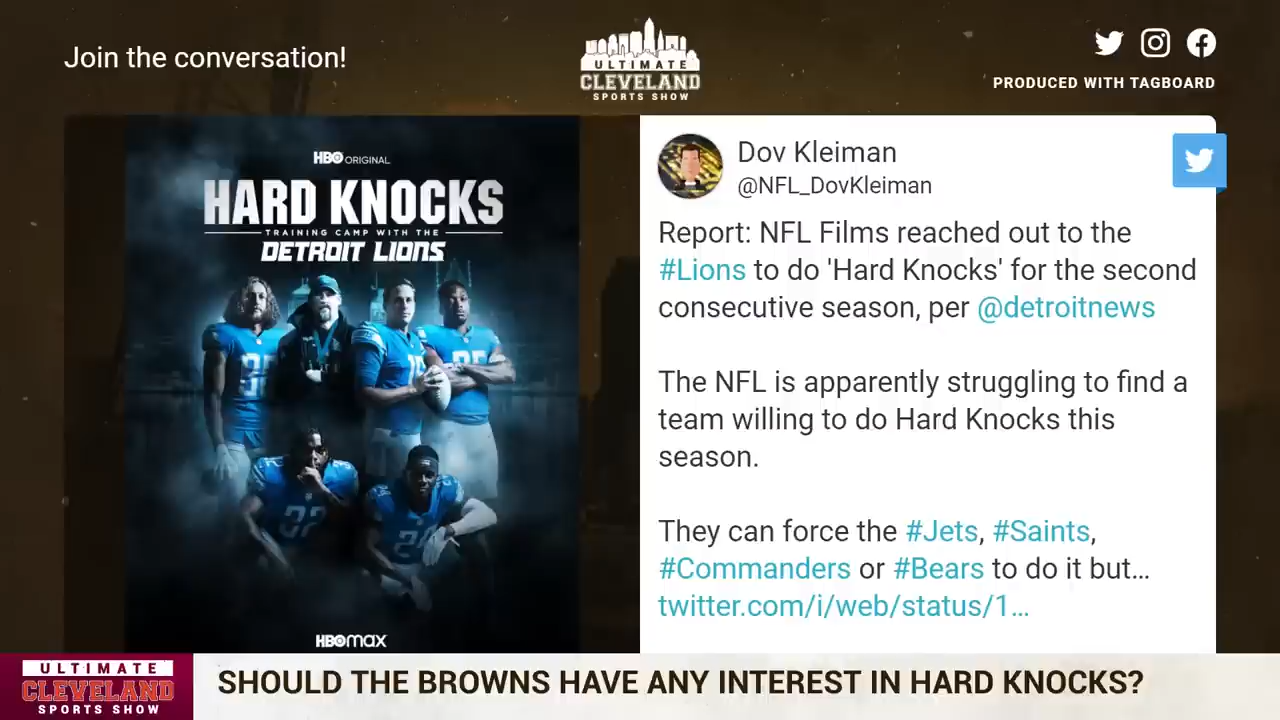 Join the conversation!
ULTIMATE
CLEVELAND
SPORTS SHOW
PRODUCED WITH TAGBOARD
HBO ORIGINAL
HARD KNOCKS
TRAINING CAMP WITH THE
DETROIT LIONS
HBOmax
Dov Kleiman
@NFL_DovKleiman
Report: NFL Films reached out to the
#Lions to do 'Hard Knocks' for the second
consecutive season, per @detroitnews
The NFL is apparently struggling to find a
team willing to do Hard Knocks this
season.
They can force the #Jets, #Saints,
#Commanders or #Bears to do it but…
twitter.com/i/web/status/1…
ULTIMATE
CLEVELAND
SPORTS SHOW
SHOULD THE BROWNS HAVE ANY INTEREST IN HARD KNOCKS?